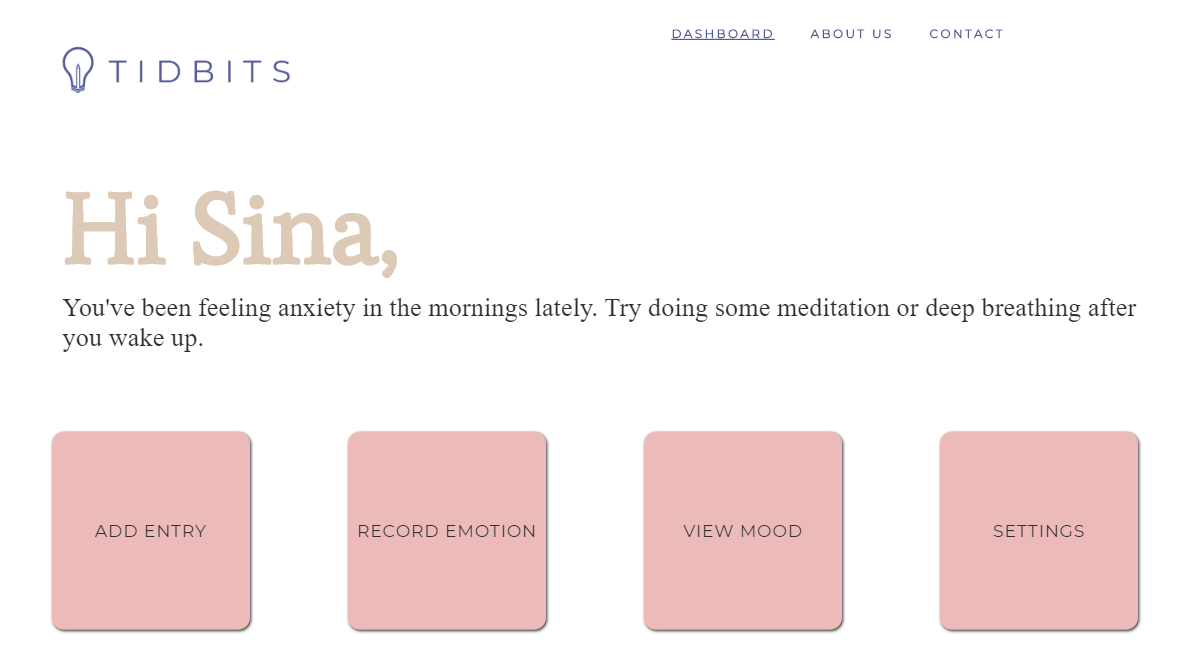 DASHBOARD ABOUT US CONTACT
TIDBITS
Hi Sina,
You've been feeling anxiety in the mornings lately. Try doing some meditation or deep breathing after
you wake up.
ADD ENTRY RECORD EMOTION VIEW MOOD SETTINGS